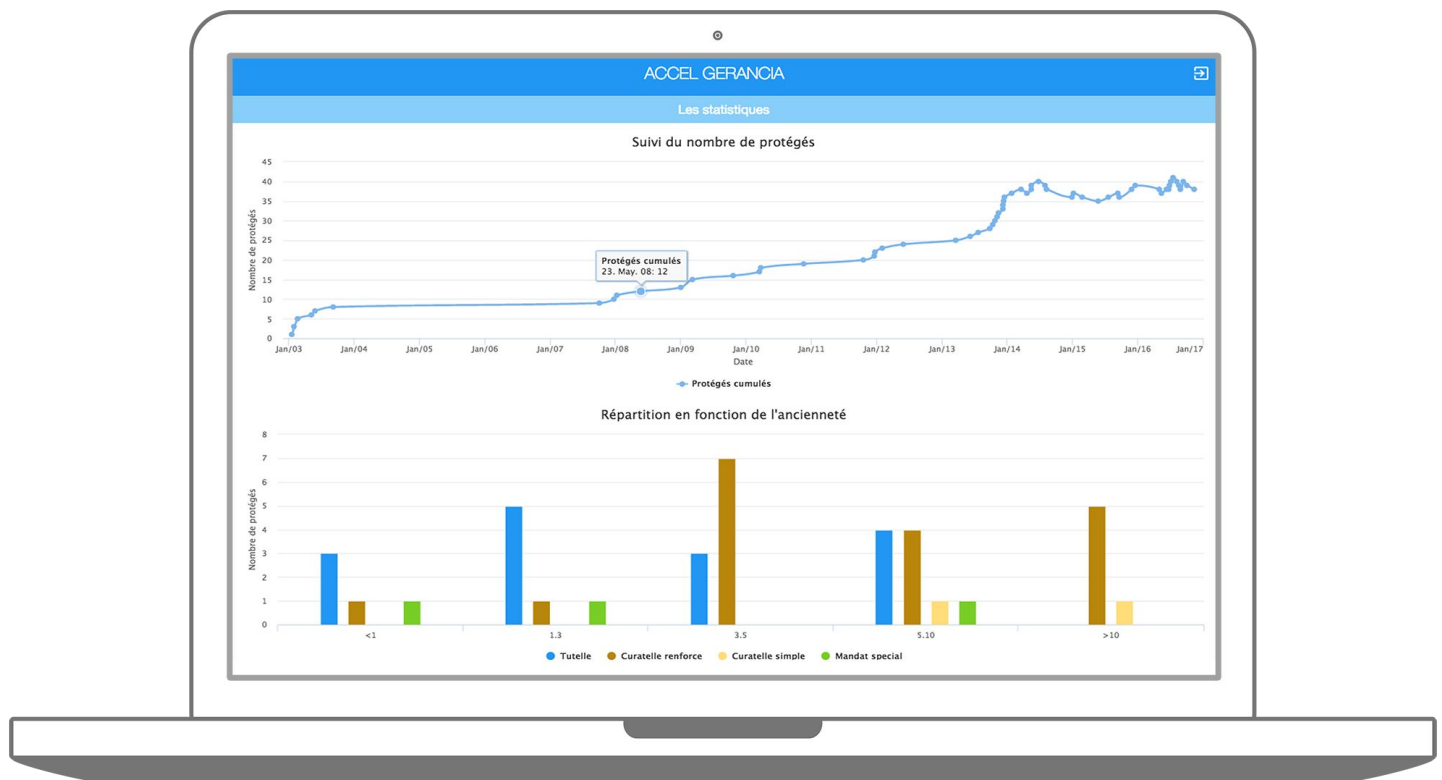 ACCEL GERANCIA
Les statistiques
Suivi du nombre de protégés
Nombre de protégés
45
40
35
30
25
20
15
10
5
0
Protégés cumulés
23. May. 08: 12
Jan/03 Jan/04 Jan/05 Jan/06 Jan/07 Jan/08 Jan/09 Jan/10 Jan/11 Jan/12 Jan/13 Jan/14 Jan/15 Jan/16 Jan/17
Date
Protégés cumulés
Répartition en fonction de l'ancienneté
Nombre de protégés
8
7
6
5
4
3
2
1
0
<1 1.3 3.5 5.10 >10
Tutelle Curatelle renforce Curatelle simple Mandat special